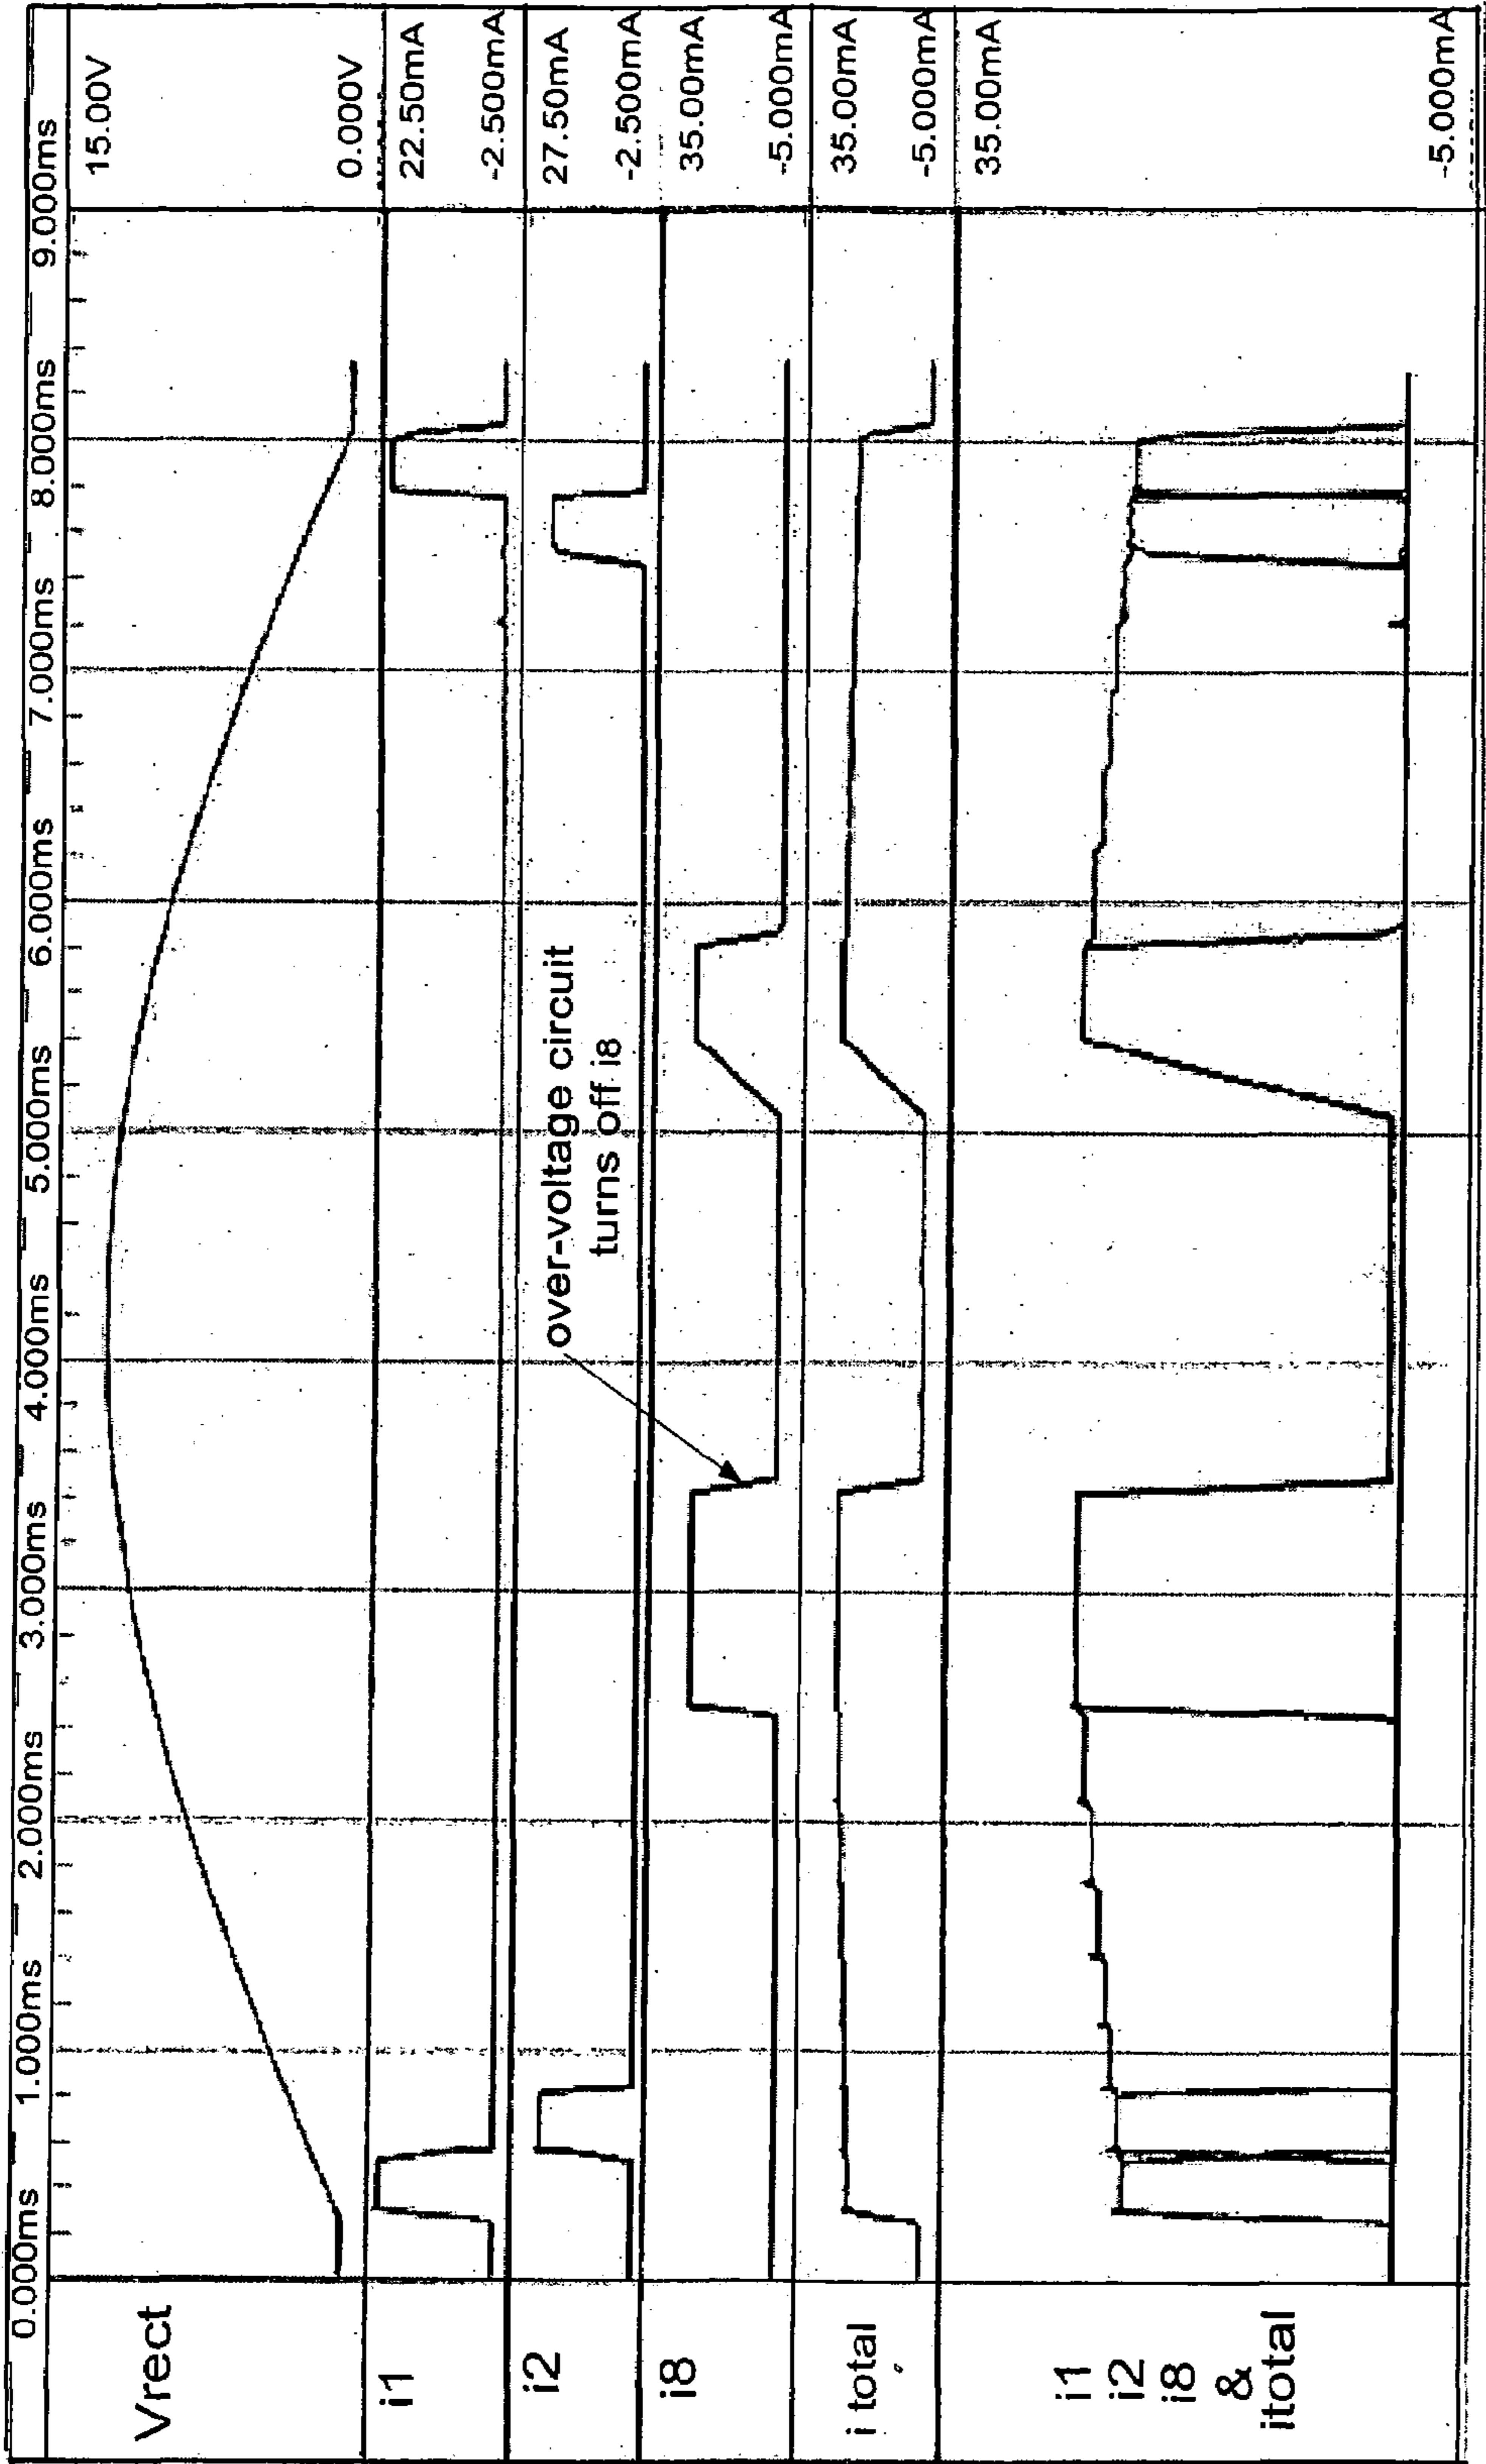 0.000ms 1.000ms 2.000ms 3.000ms 4.000ms 5.000ms 6.000ms 7.000ms 8.000ms 9.000ms
Vrect
15.00V
0.000V
i1
22.50mA
-2.500mA
i2
27.50mA
-2.500mA
over-voltage circuit
turns off i8
i8
35.00mA
-5.000mA
i total
35.00mA
-5.000mA
i1
i2
i8
&
itotal
35.00mA
-5.000mA